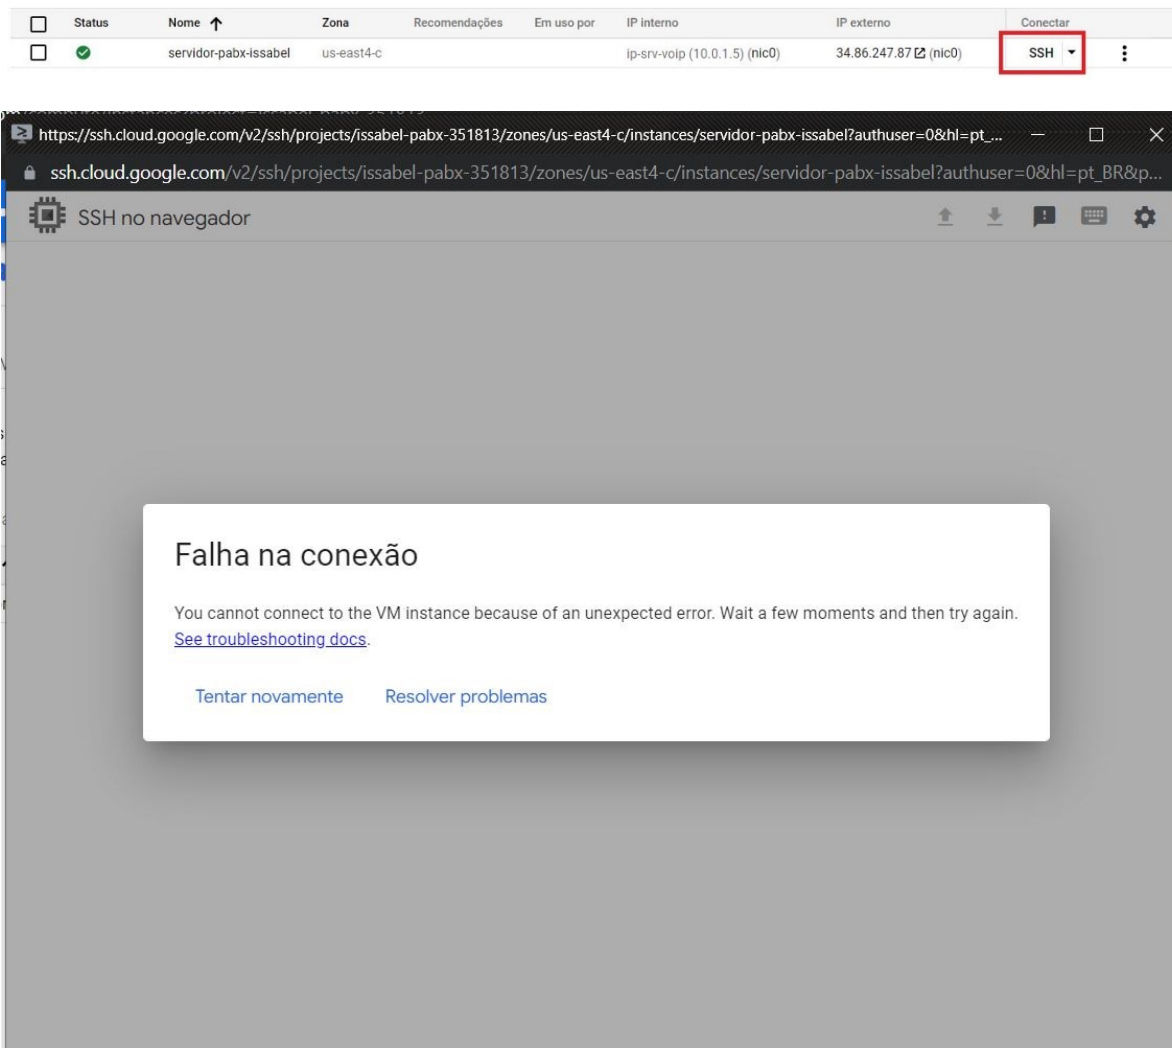 Status Nome ↑ Zona Recomendações Em uso por IP interno IP externo Conectar
servidor-pabx-issabel us-east4-c ip-srv-voip (10.0.1.5) (nic0) 34.86.247.87 (nic0) SSH
https://ssh.cloud.google.com/v2/ssh/projects/issabel-pabx-351813/zones/us-east4-c/instances/servidor-pabx-issabel?authuser=0&hl=pt_...
ssh.cloud.google.com/v2/ssh/projects/issabel-pabx-351813/zones/us-east4-c/instances/servidor-pabx-issabel?authuser=0&hl=pt_BR&p...
SSH no navegador
Falha na conexão
You cannot connect to the VM instance because of an unexpected error. Wait a few moments and then try again.
See troubleshooting docs.
Tentar novamente Resolver problemas